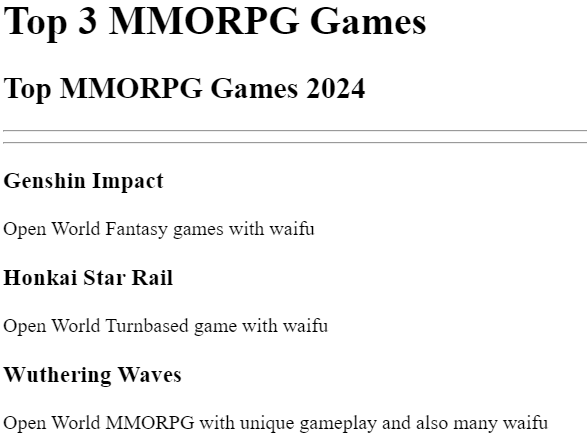 Top 3 MMORPG Games
Top MMORPG Games 2024
Genshin Impact
Open World Fantasy games with waifu
Honkai Star Rail
Open World Turnbased game with waifu
Wuthering Waves
Open World MMORPG with unique gameplay and also many waifu